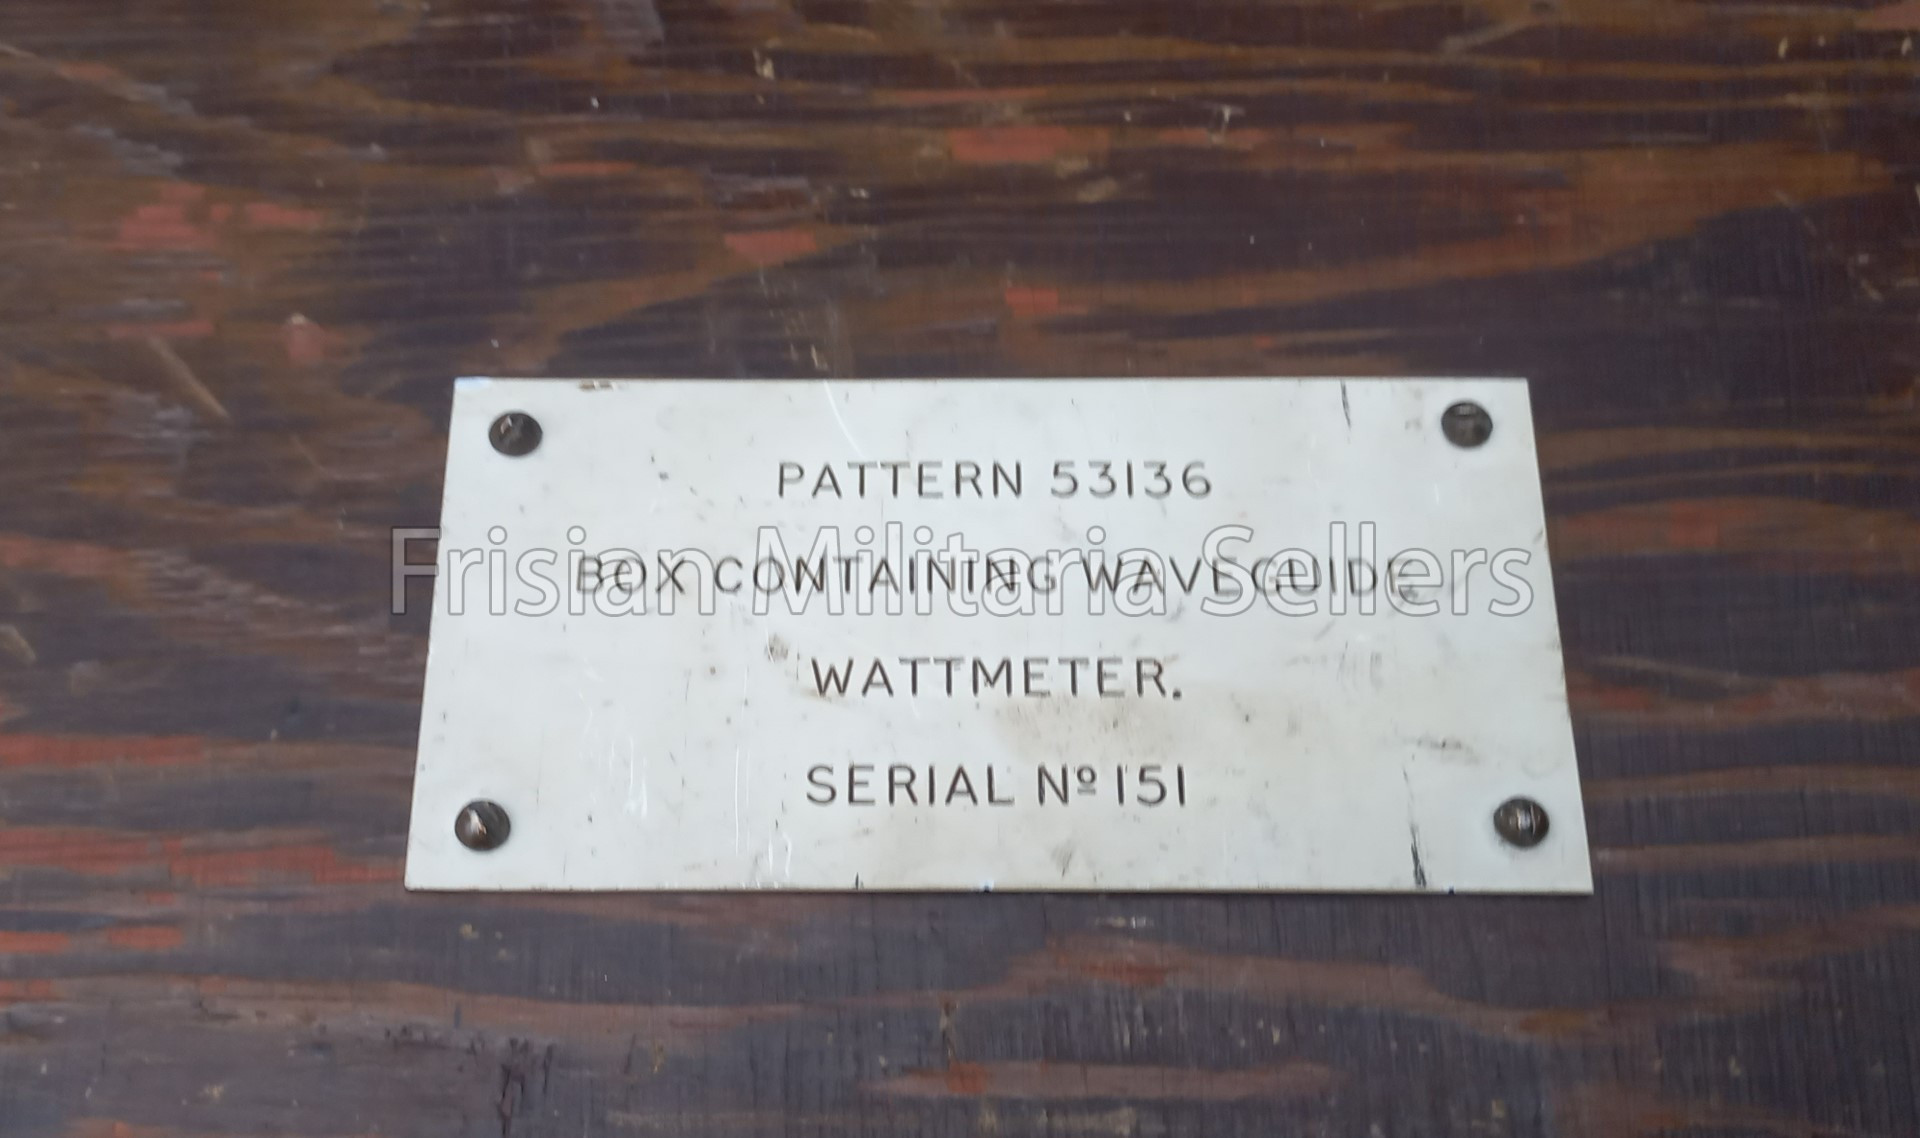 PATTERN 53136
BOX CONTAINING WAVEGUIDE
WATTMETER.
SERIAL Nº 151
Frisian Militaria Sellers